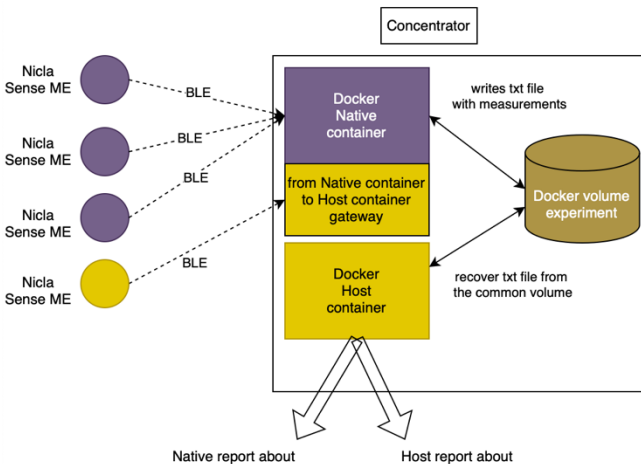 Concentrator
Nicla
Sense ME
BLE
Nicla
Sense ME
BLE
Nicla
Sense ME
BLE
Nicla
Sense ME
BLE
Docker
Native
container
from Native container
to Host container
gateway
Docker
Host
container
writes txt file
with measurements
Docker volume
experiment
recover txt file from
the common volume
Native report about
Host report about